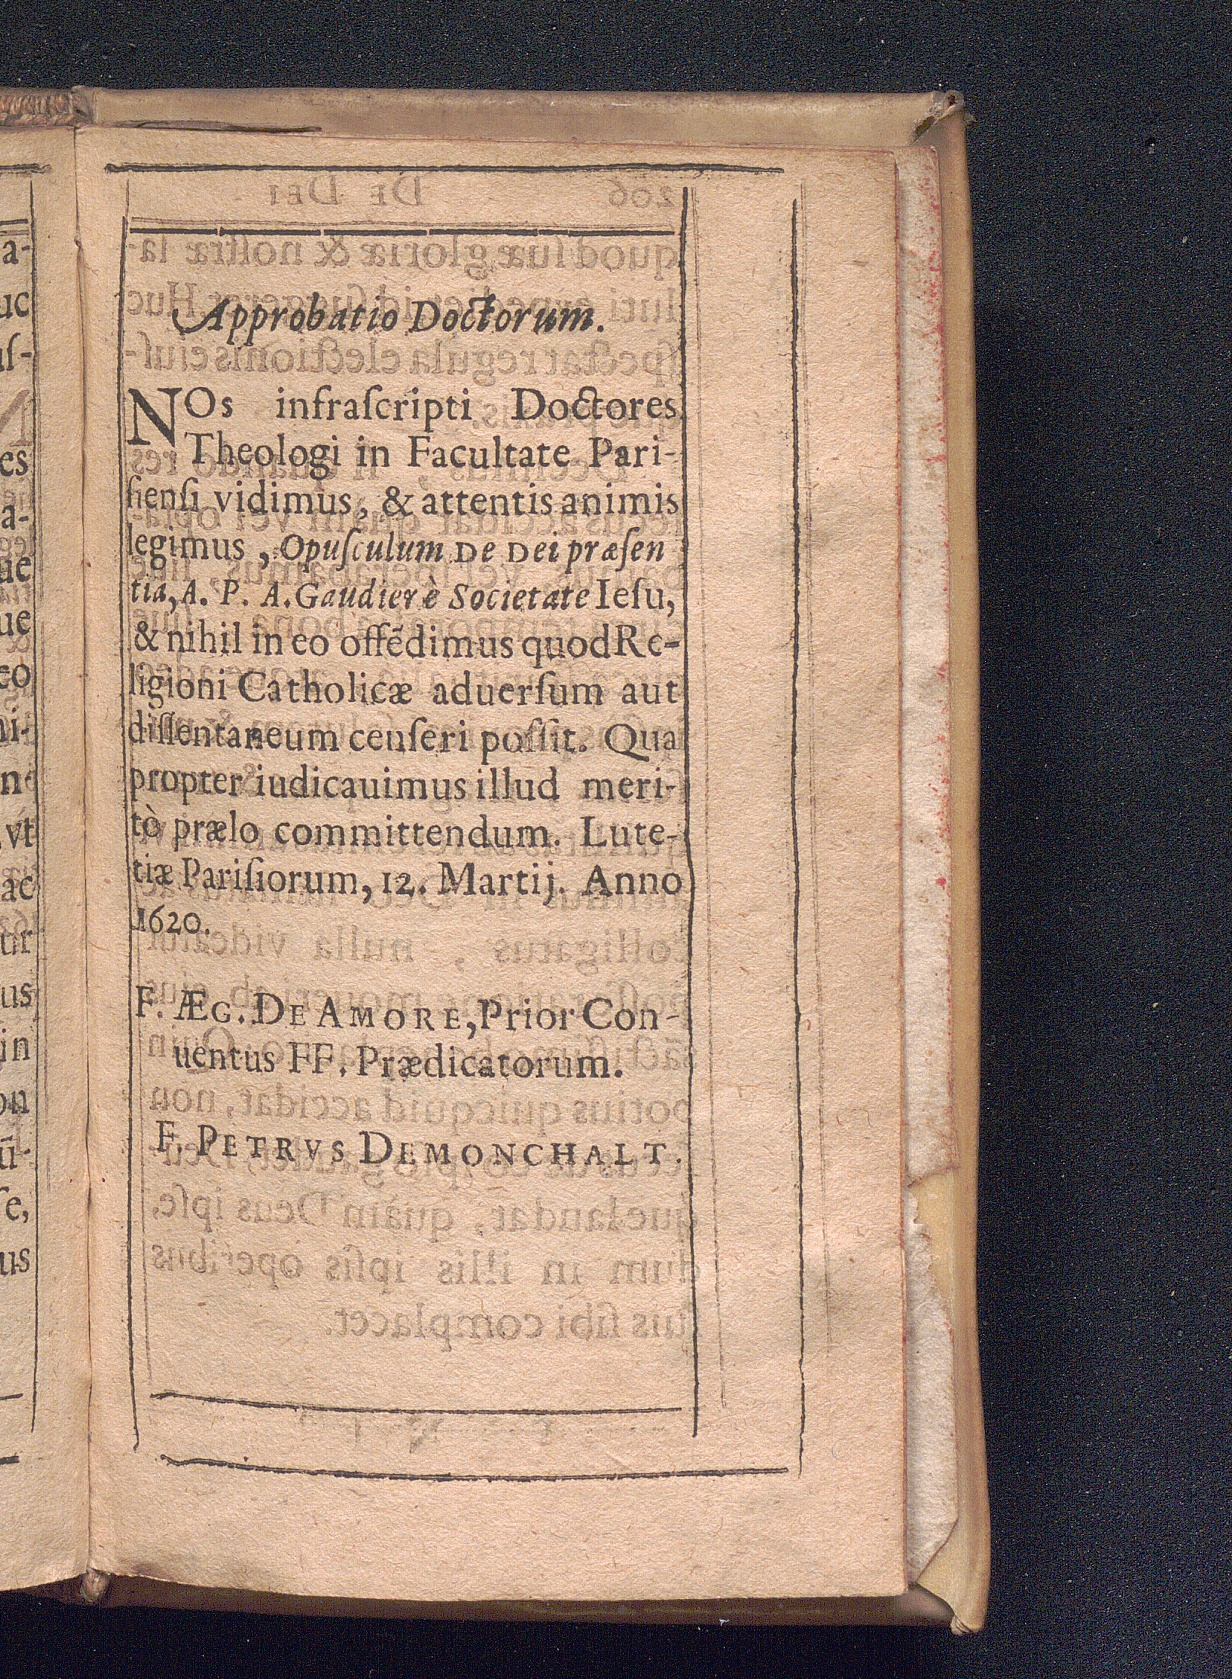 Approbatio Doctorum.
NOs infraſcripti Doctores
Theologi in Facultate Pari-
ſienſi vidimus, & attentis animis
legimus, Opuſculum DE DEi præſen
tia, A. P. A. Gaudier è Societate Ieſu,
& nihil in eo offẽdimus quod Re-
ligioni Catholicæ aduerſum aut
diſſentaneum cenſeri poſſit. Qua
propter iudicauimus illud meri-
tò prælo committendum. Lute-
tiæ Pariſiorum, 12. Martij. Anno
1620.
F. ÆG. DE AMORE, Prior Con-
uentus FF. Prædicatorum.
F. PETRVS DEMONCHALT.